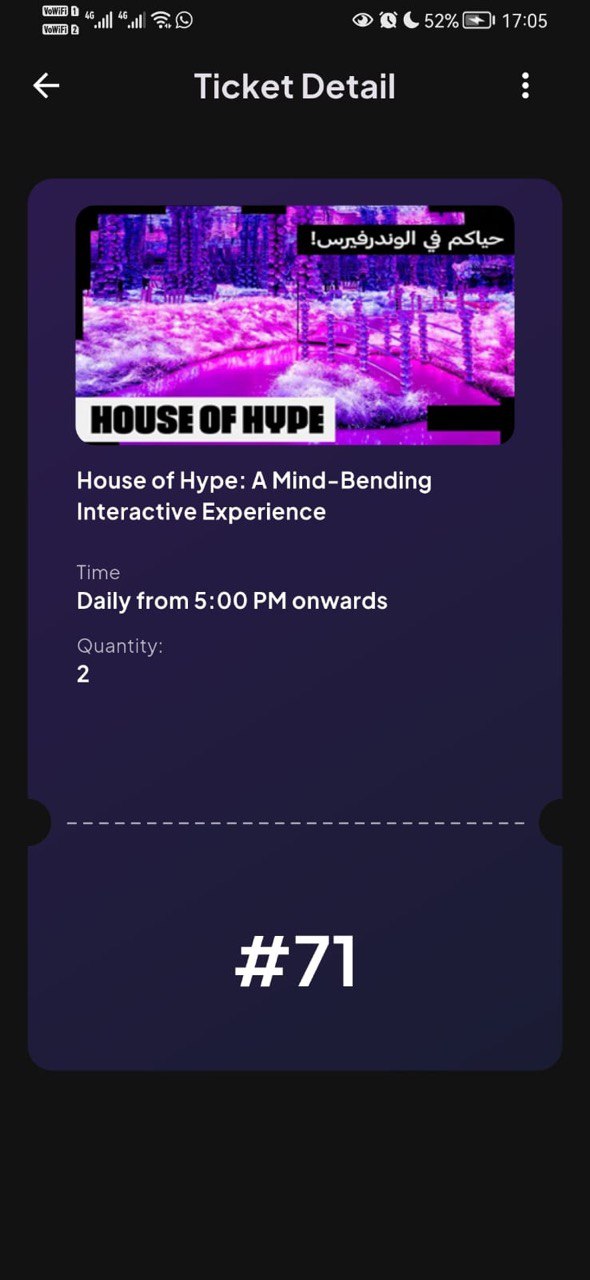 VoWiFi 1
VoWiFi 2
4G
4G
52%
17:05
Ticket Detail
حياكم في الوندرفيرس!
HOUSE OF HYPE
House of Hype: A Mind-Bending
Interactive Experience
Time
Daily from 5:00 PM onwards
Quantity:
2
#71